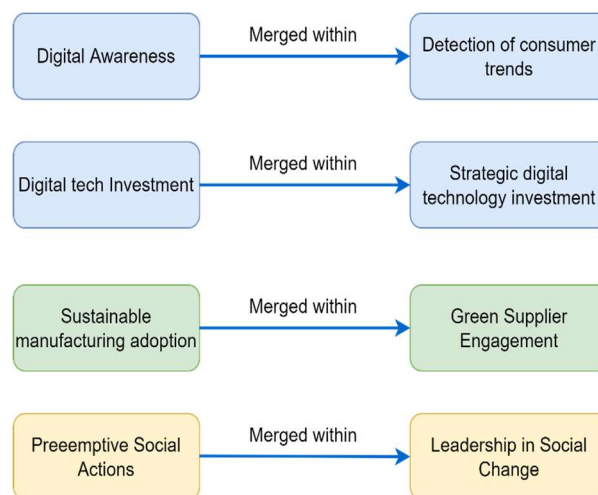 Digital Awareness
Merged within
Detection of consumer
trends
Digital tech Investment
Merged within
Strategic digital
technology investment
Sustainable
manufacturing adoption
Merged within
Green Supplier
Engagement
Preeemptive Social
Actions
Merged within
Leadership in Social
Change